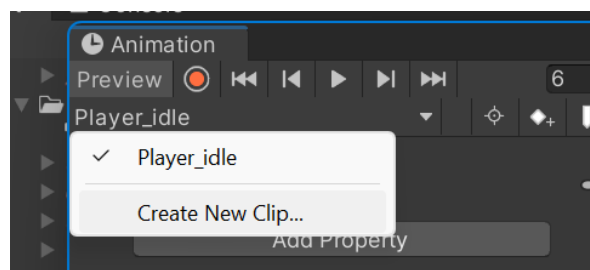 Animation
Preview 6
Player_idle
Player_idle
Create New Clip...
Add Property